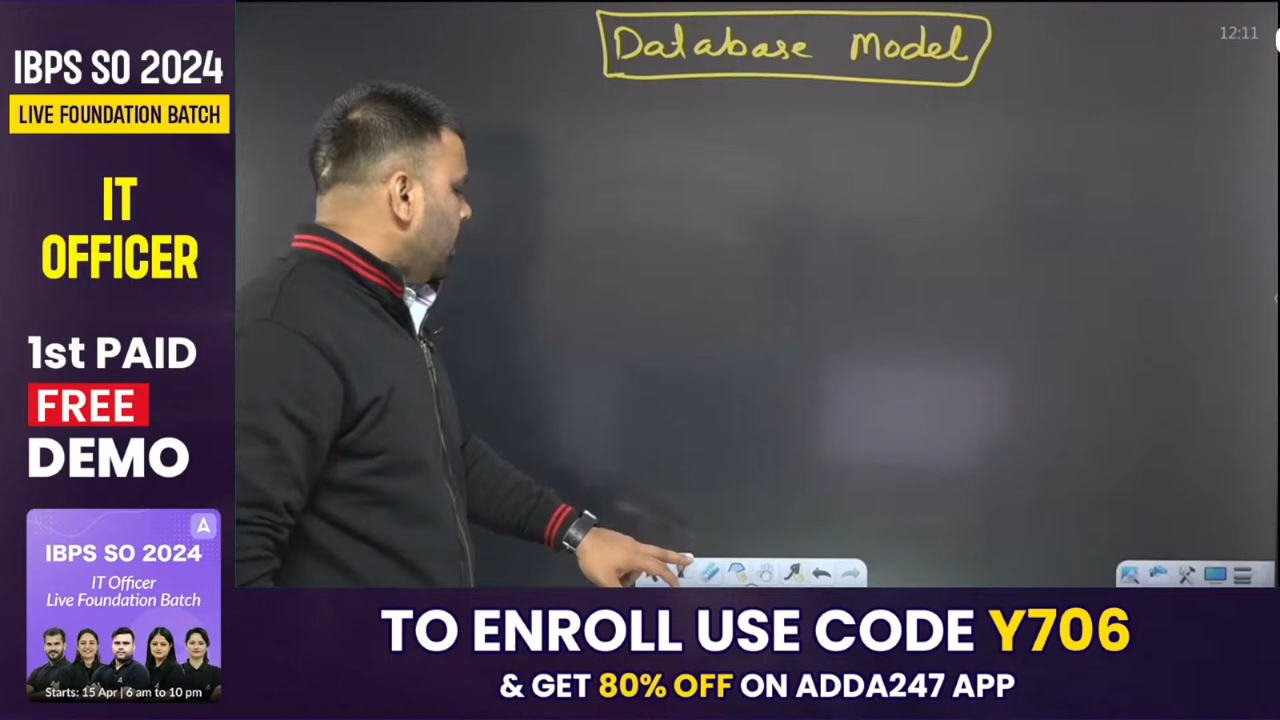 IBPS SO 2024
LIVE FOUNDATION BATCH
IT
OFFICER
1st PAID
FREE
DEMO
IBPS SO 2024
IT Officer
Live Foundation Batch
Starts: 15 Apr | 6 am to 10 pm
Database Model
12:11
TO ENROLL USE CODE Y706
& GET 80% OFF ON ADDA247 APP